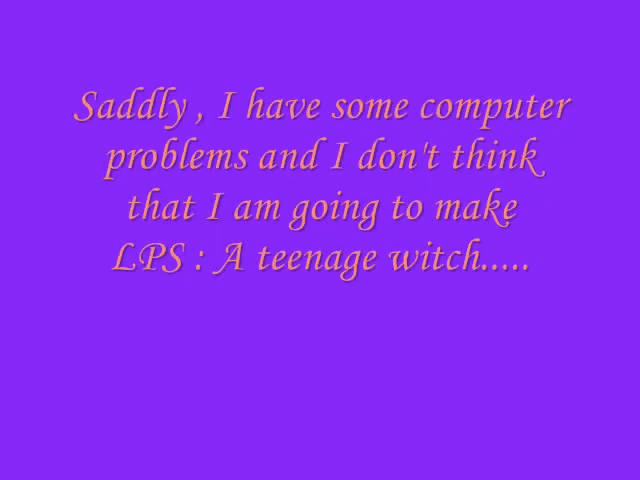 Saddly , I have some computer
problems and I don't think
that I am going to make
LPS : A teenage witch.....